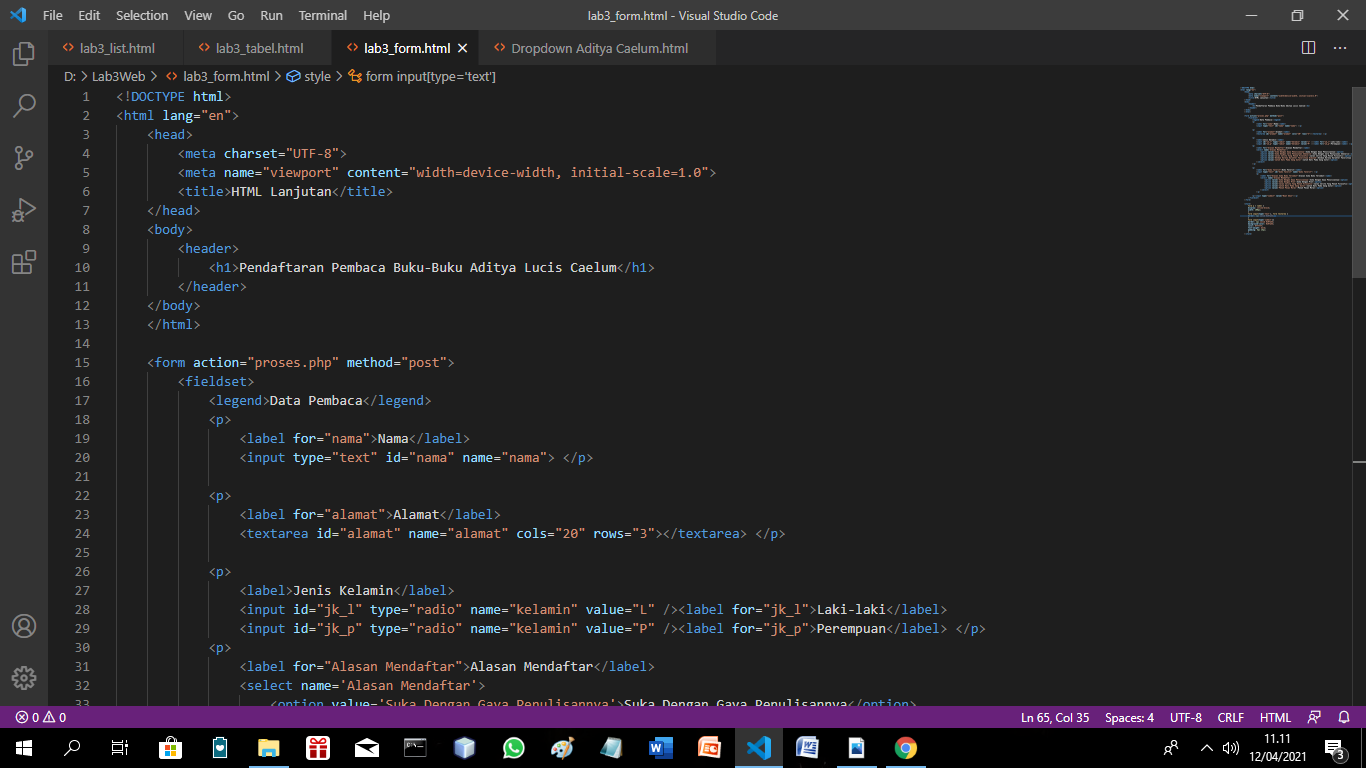 File Edit Selection View Go Run Terminal Help lab3_form.html - Visual Studio Code
lab3_list.html lab3_tabel.html lab3_form.html Dropdown Aditya Caelum.html
D: > Lab3Web > lab3_form.html > style > form input[type='text']
1 <!DOCTYPE html>
2 <html lang="en">
3 <head>
4 <meta charset="UTF-8">
5 <meta name="viewport" content="width=device-width, initial-scale=1.0">
6 <title>HTML Lanjutan</title>
7 </head>
8 <body>
9 <header>
10 <h1>Pendaftaran Pembaca Buku-Buku Aditya Lucis Caelum</h1>
11 </header>
12 </body>
13 </html>
14
15 <form action="proses.php" method="post">
16 <fieldset>
17 <legend>Data Pembaca</legend>
18 <p>
19 <label for="nama">Nama</label>
20 <input type="text" id="nama" name="nama"> </p>
21
22 <p>
23 <label for="alamat">Alamat</label>
24 <textarea id="alamat" name="alamat" cols="20" rows="3"></textarea> </p>
25
26 <p>
27 <label>Jenis Kelamin</label>
28 <input id="jk_l" type="radio" name="kelamin" value="L" /><label for="jk_l">Laki-laki</label>
29 <input id="jk_p" type="radio" name="kelamin" value="P" /><label for="jk_p">Perempuan</label> </p>
30 <p>
31 <label for="Alasan Mendaftar">Alasan Mendaftar</label>
32 <select name='Alasan Mendaftar'>
33 <option value='Suka Dengan Gaya Penulisannya'>Suka Dengan Gaya Penulisannya</option>
0 0 Ln 65, Col 35 Spaces: 4 UTF-8 CRLF HTML
11.11
12/04/2021
3